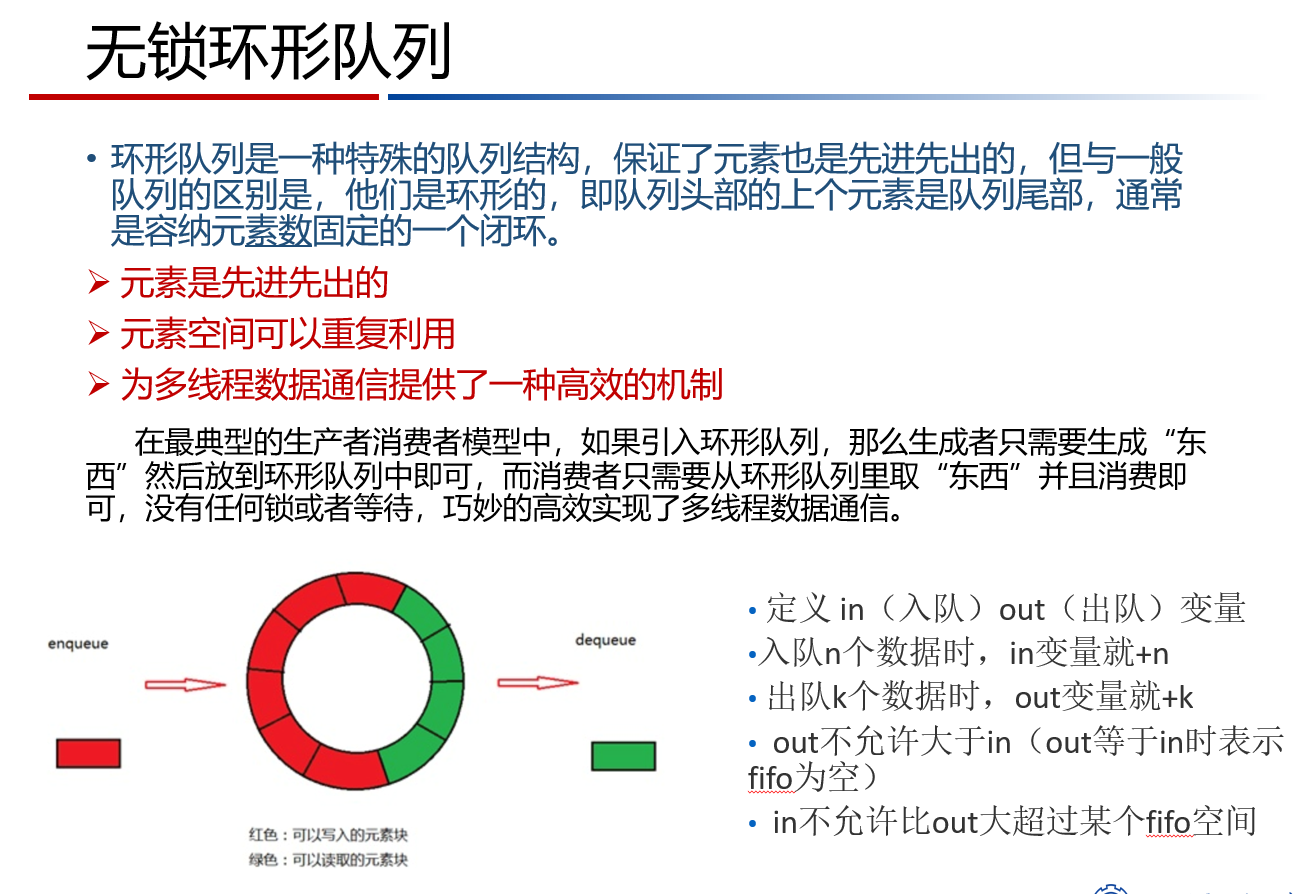 无锁环形队列
• 环形队列是一种特殊的队列结构，保证了元素也是先进先出的，但与一般
队列的区别是，他们是环形的，即队列头部的上个元素是队列尾部，通常
是容纳元素数固定的一个闭环。
➢ 元素是先进先出的
➢ 元素空间可以重复利用
➢ 为多线程数据通信提供了一种高效的机制
在最典型的生产者消费者模型中，如果引入环形队列，那么生成者只需要生成“东
西”然后放到环形队列中即可，而消费者只需要从环形队列里取“东西”并且消费即
可，没有任何锁或者等待，巧妙的高效实现了多线程数据通信。
enqueue
dequeue
红色：可以写入的元素块
绿色：可以读取的元素块
• 定义 in（入队）out（出队）变量
•入队n个数据时，in变量就+n
• 出队k个数据时，out变量就+k
• out不允许大于in（out等于in时表示
fifo为空）
• in不允许比out大超过某个fifo空间